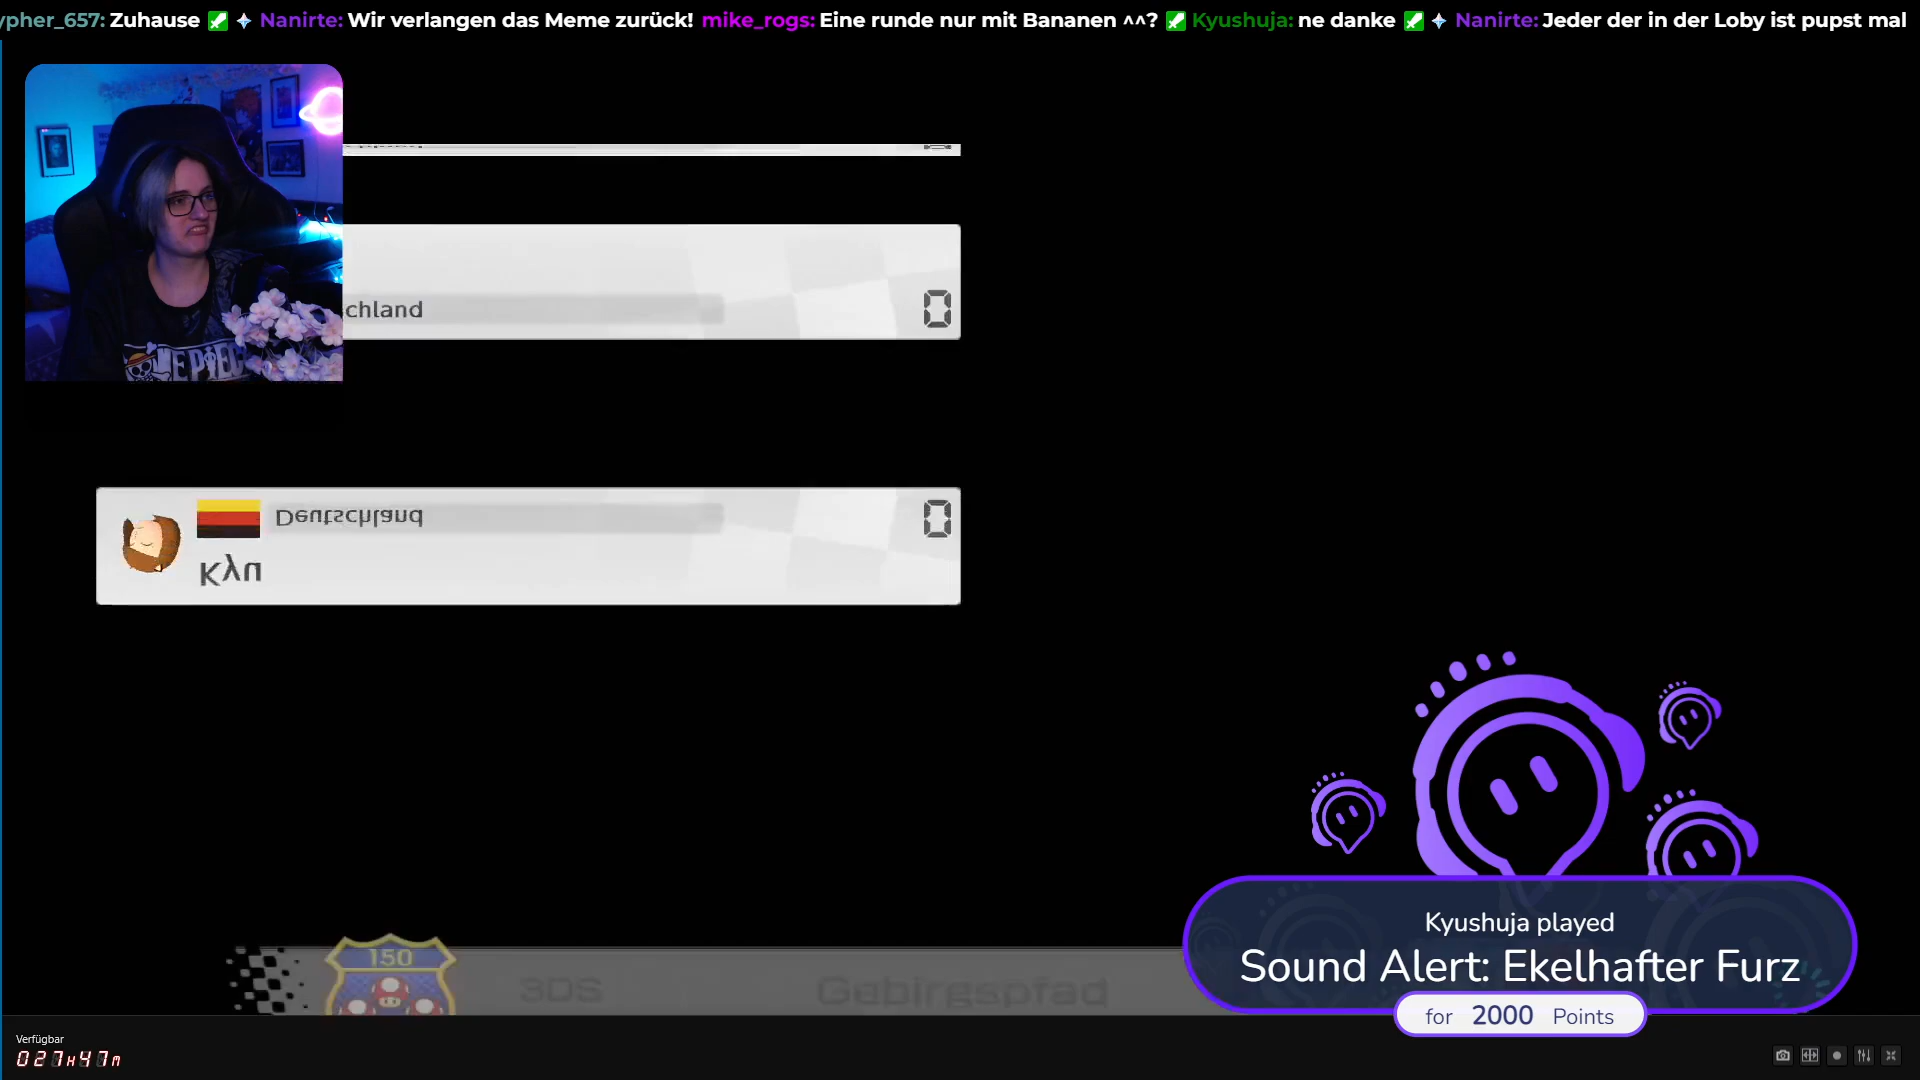 ypher_657: Zuhause Nanirte: Wir verlangen das Meme zurück! mike_rogs: Eine runde nur mit Bananen ^^? Kyushuja: ne danke Nanirte: Jeder der in der Loby ist pupst mal
chland 0
EPIEC
Deutschland 0
Kyu
150 3DS Gebirgspfad
Kyushuja played
Sound Alert: Ekelhafter Furz
for 2000 Points
Verfügbar
027H47m